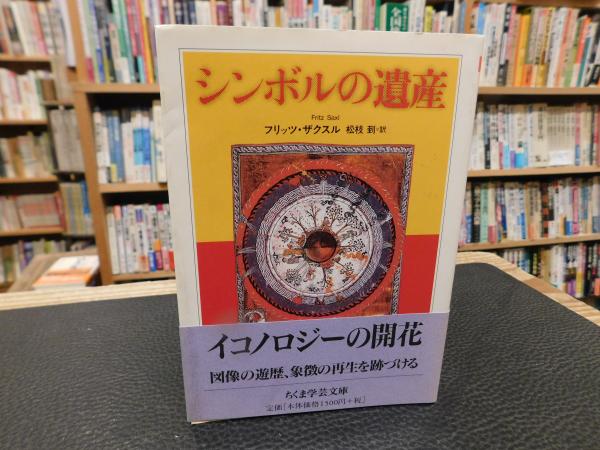 シンボルの遺産
Fritz Saxl
フリッツ・ザクスル 松枝 到・訳
イコノロジーの開花
図像の遊歴、象徴の再生を跡づける
ちくま学芸文庫
定価「本体価格1500円+税」